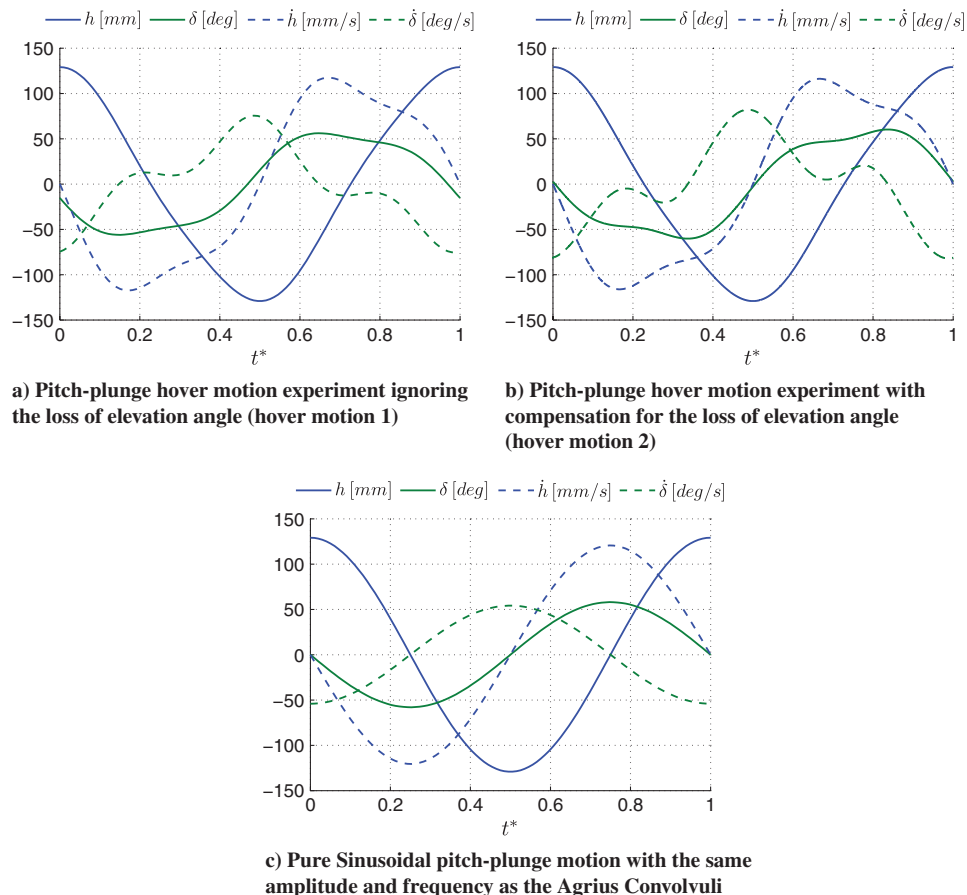 h [mm] δ [deg] ḣ [mm/s] δ̇ [deg/s]
150
100
50
0
−50
−100
−150
0 0.2 0.4 0.6 0.8 1
t*
a) Pitch-plunge hover motion experiment ignoring
the loss of elevation angle (hover motion 1)
h [mm] δ [deg] ḣ [mm/s] δ̇ [deg/s]
150
100
50
0
−50
−100
−150
0 0.2 0.4 0.6 0.8 1
t*
b) Pitch-plunge hover motion experiment with
compensation for the loss of elevation angle
(hover motion 2)
h [mm] δ [deg] ḣ [mm/s] δ̇ [deg/s]
150
100
50
0
−50
−100
−150
0 0.2 0.4 0.6 0.8 1
t*
c) Pure Sinusoidal pitch-plunge motion with the same
amplitude and frequency as the Agrius Convolvuli